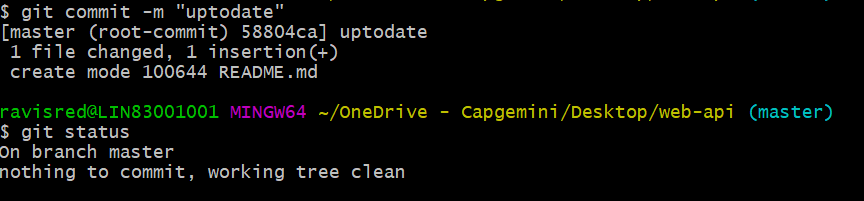 $ git commit -m "uptodate"
[master (root-commit) 58804ca] uptodate
 1 file changed, 1 insertion(+)
 create mode 100644 README.md

ravisred@LIN83001001 MINGW64 ~/OneDrive - Capgemini/Desktop/web-api (master)
$ git status
On branch master
nothing to commit, working tree clean